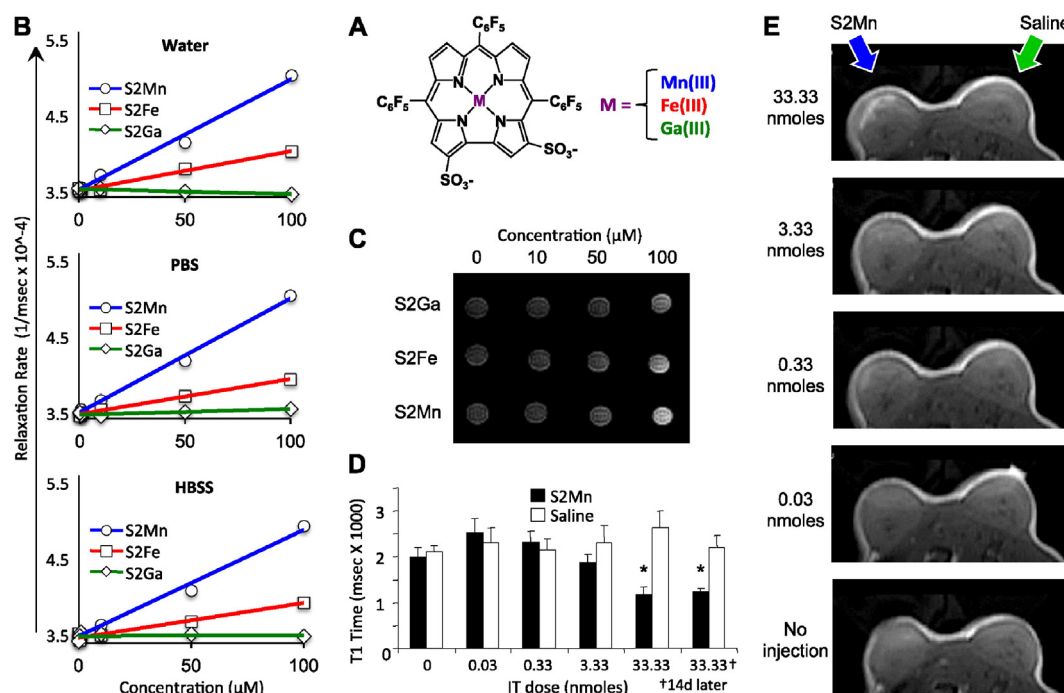 B
Relaxation Rate (1/msec x 10^-4)
Water
5.5
4.5
3.5
S2Mn
S2Fe
S2Ga
0
50
100
PBS
5.5
4.5
3.5
S2Mn
S2Fe
S2Ga
0
50
100
HBSS
5.5
4.5
3.5
S2Mn
S2Fe
S2Ga
0
50
100
Concentration (µM)
A
C6F5
C6F5
C6F5
N
N
N
N
M
SO3-
SO3-
M =
Mn(III)
Fe(III)
Ga(III)
C
Concentration (µM)
0 10 50 100
S2Ga
S2Fe
S2Mn
D
T1 Time (msec X 1000)
3
2
1
0
S2Mn
Saline
* *
0 0.03 0.33 3.33 33.33 33.33†
IT dose (nmoles) †14d later
E
S2Mn Saline
33.33
nmoles
3.33
nmoles
0.33
nmoles
0.03
nmoles
No
injection